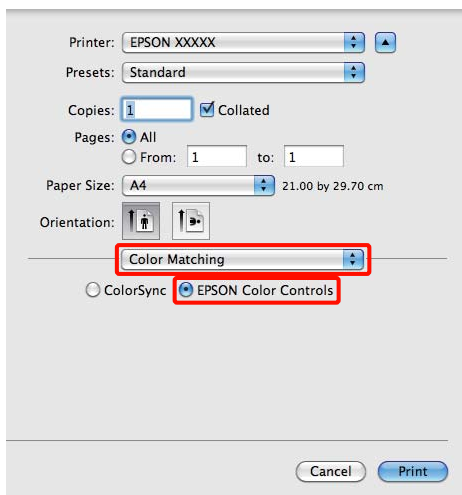 Printer: EPSON XXXXX
Presets: Standard
Copies: 1 Collated
Pages: All
From: 1 to: 1
Paper Size: A4 21.00 by 29.70 cm
Orientation:
Color Matching
ColorSync EPSON Color Controls
Cancel Print